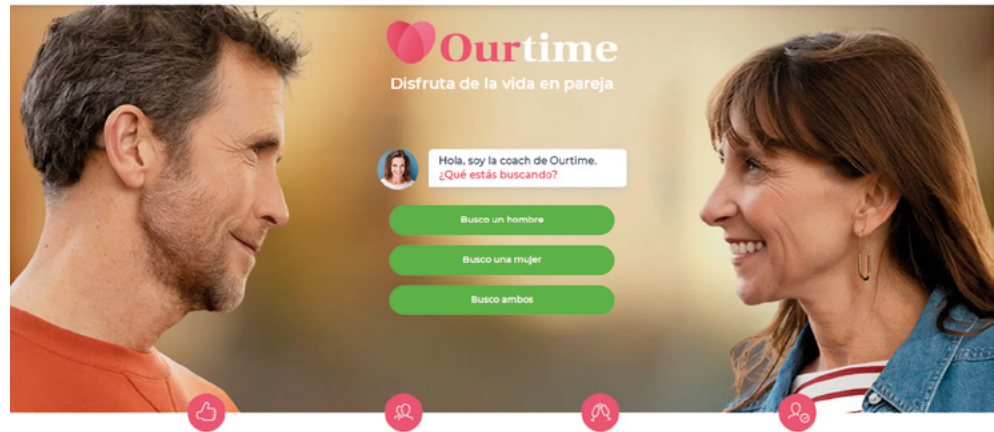 Ourtime
Disfruta de la vida en pareja
Hola, soy la coach de Ourtime.
¿Qué estás buscando?
Busco un hombre
Busco una mujer
Busco ambos